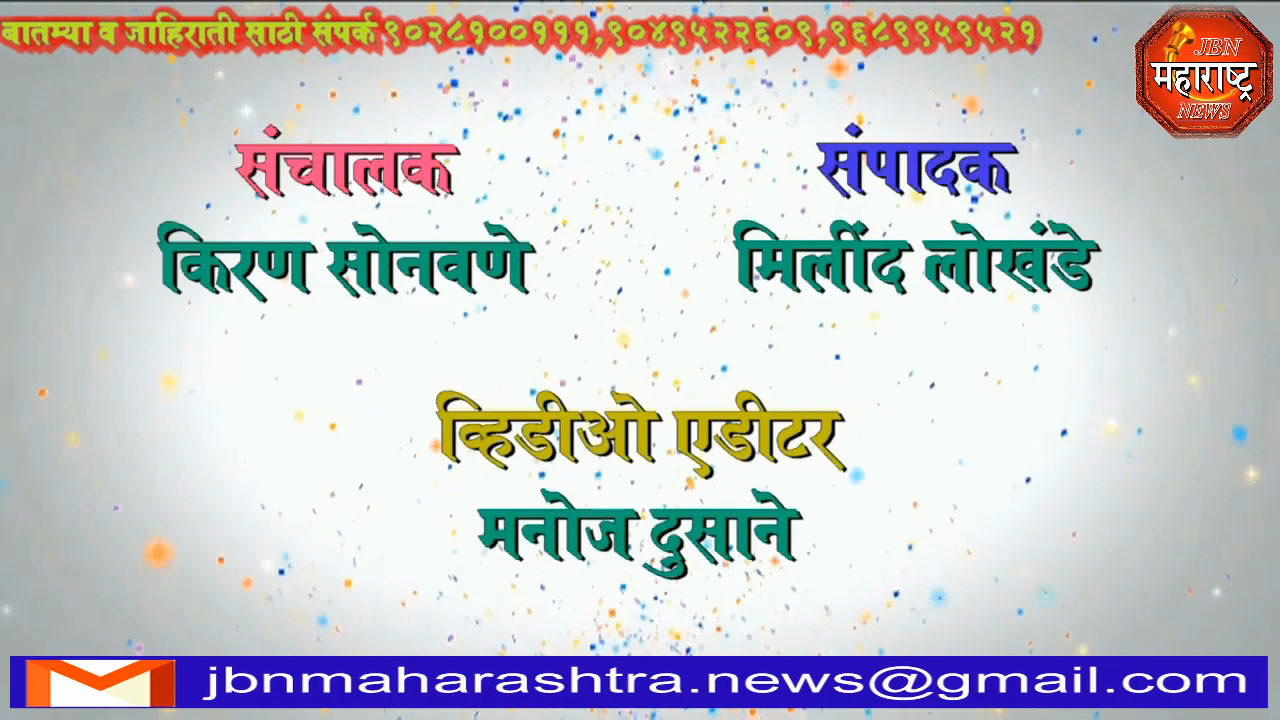 बातम्या व जाहिराती साठी संपर्क ९०२८१००१११,९०४९५२२६०९,९६८९९५९५२१
JBN
महाराष्ट्र
NEWS
संचालक
संपादक
किरण सोनवणे
मिलींद लोखंडे
व्हिडीओ एडीटर
मनोज दुसाने
jbnmaharashtra.news@gmail.com